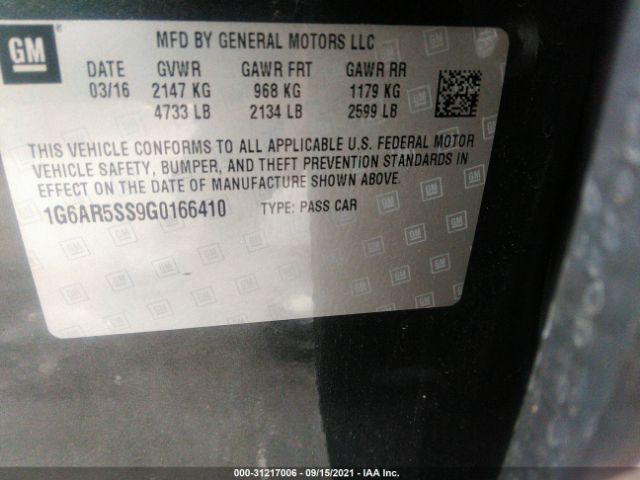 GM
MFD BY GENERAL MOTORS LLC
DATE GVWR GAWR FRT GAWR RR
03/16 2147 KG 968 KG 1179 KG
4733 LB 2134 LB 2599 LB
THIS VEHICLE CONFORMS TO ALL APPLICABLE U.S. FEDERAL MOTOR
VEHICLE SAFETY, BUMPER, AND THEFT PREVENTION STANDARDS IN
EFFECT ON THE DATE OF MANUFACTURE SHOWN ABOVE.
1G6AR5SS9G0166410 TYPE: PASS CAR
000-31217006 - 09/15/2021 - IAA Inc.